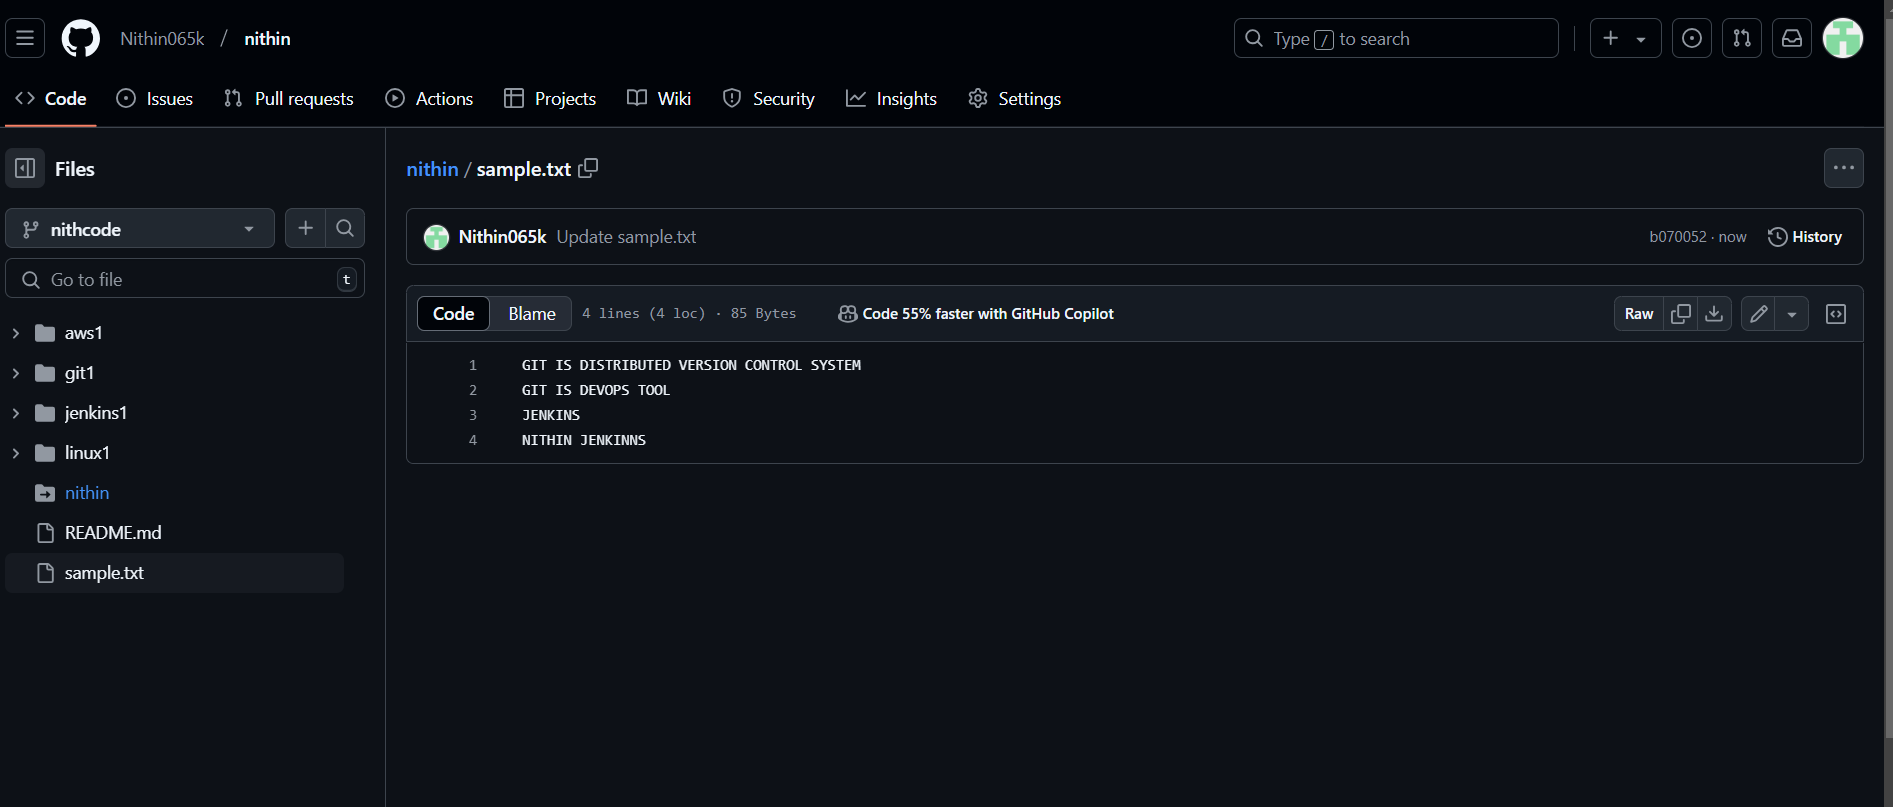 Nithin065k / nithin
Type / to search
Code Issues Pull requests Actions Projects Wiki Security Insights Settings
Files
nithcode
Go to file t
aws1
git1
jenkins1
linux1
nithin
README.md
sample.txt
nithin / sample.txt
Nithin065k Update sample.txt
b070052 · now History
Code Blame 4 lines (4 loc) · 85 Bytes Code 55% faster with GitHub Copilot Raw
1 GIT IS DISTRIBUTED VERSION CONTROL SYSTEM
2 GIT IS DEVOPS TOOL
3 JENKINS
4 NITHIN JENKINNS